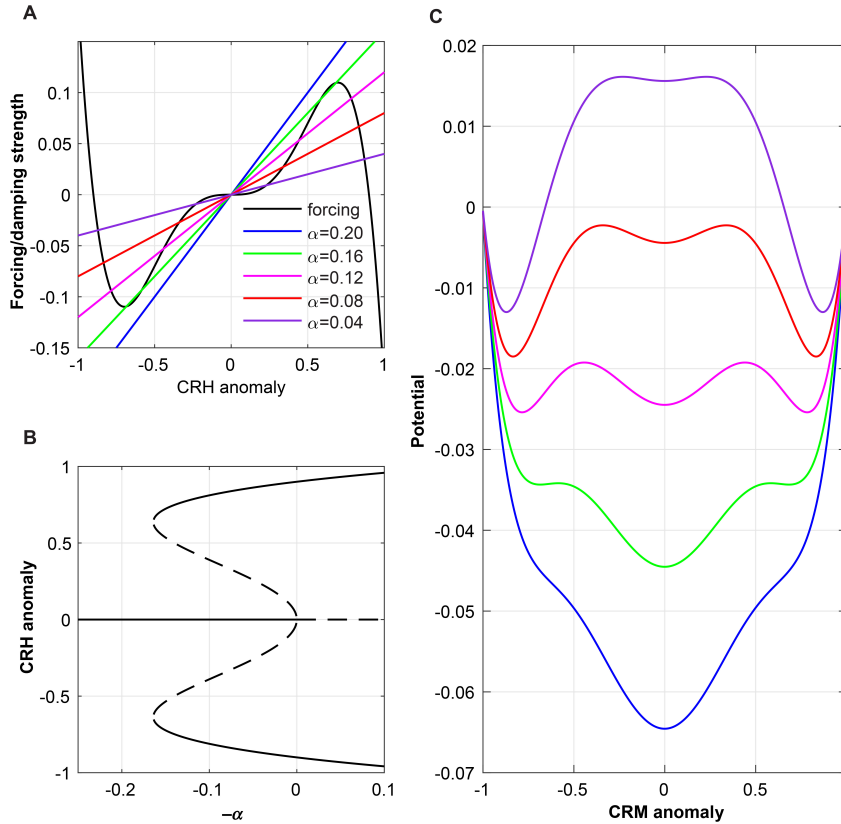 A
Forcing/damping strength
0.1
0.05
0
-0.05
-0.1
-0.15
-1
-0.5
0
0.5
1
CRH anomaly
forcing
α=0.20
α=0.16
α=0.12
α=0.08
α=0.04
B
CRH anomaly
1
0.5
0
-0.5
-1
-0.2
-0.1
0
0.1
–α
C
Potential
0.02
0.01
0
-0.01
-0.02
-0.03
-0.04
-0.05
-0.06
-0.07
-1
-0.5
0
0.5
CRM anomaly